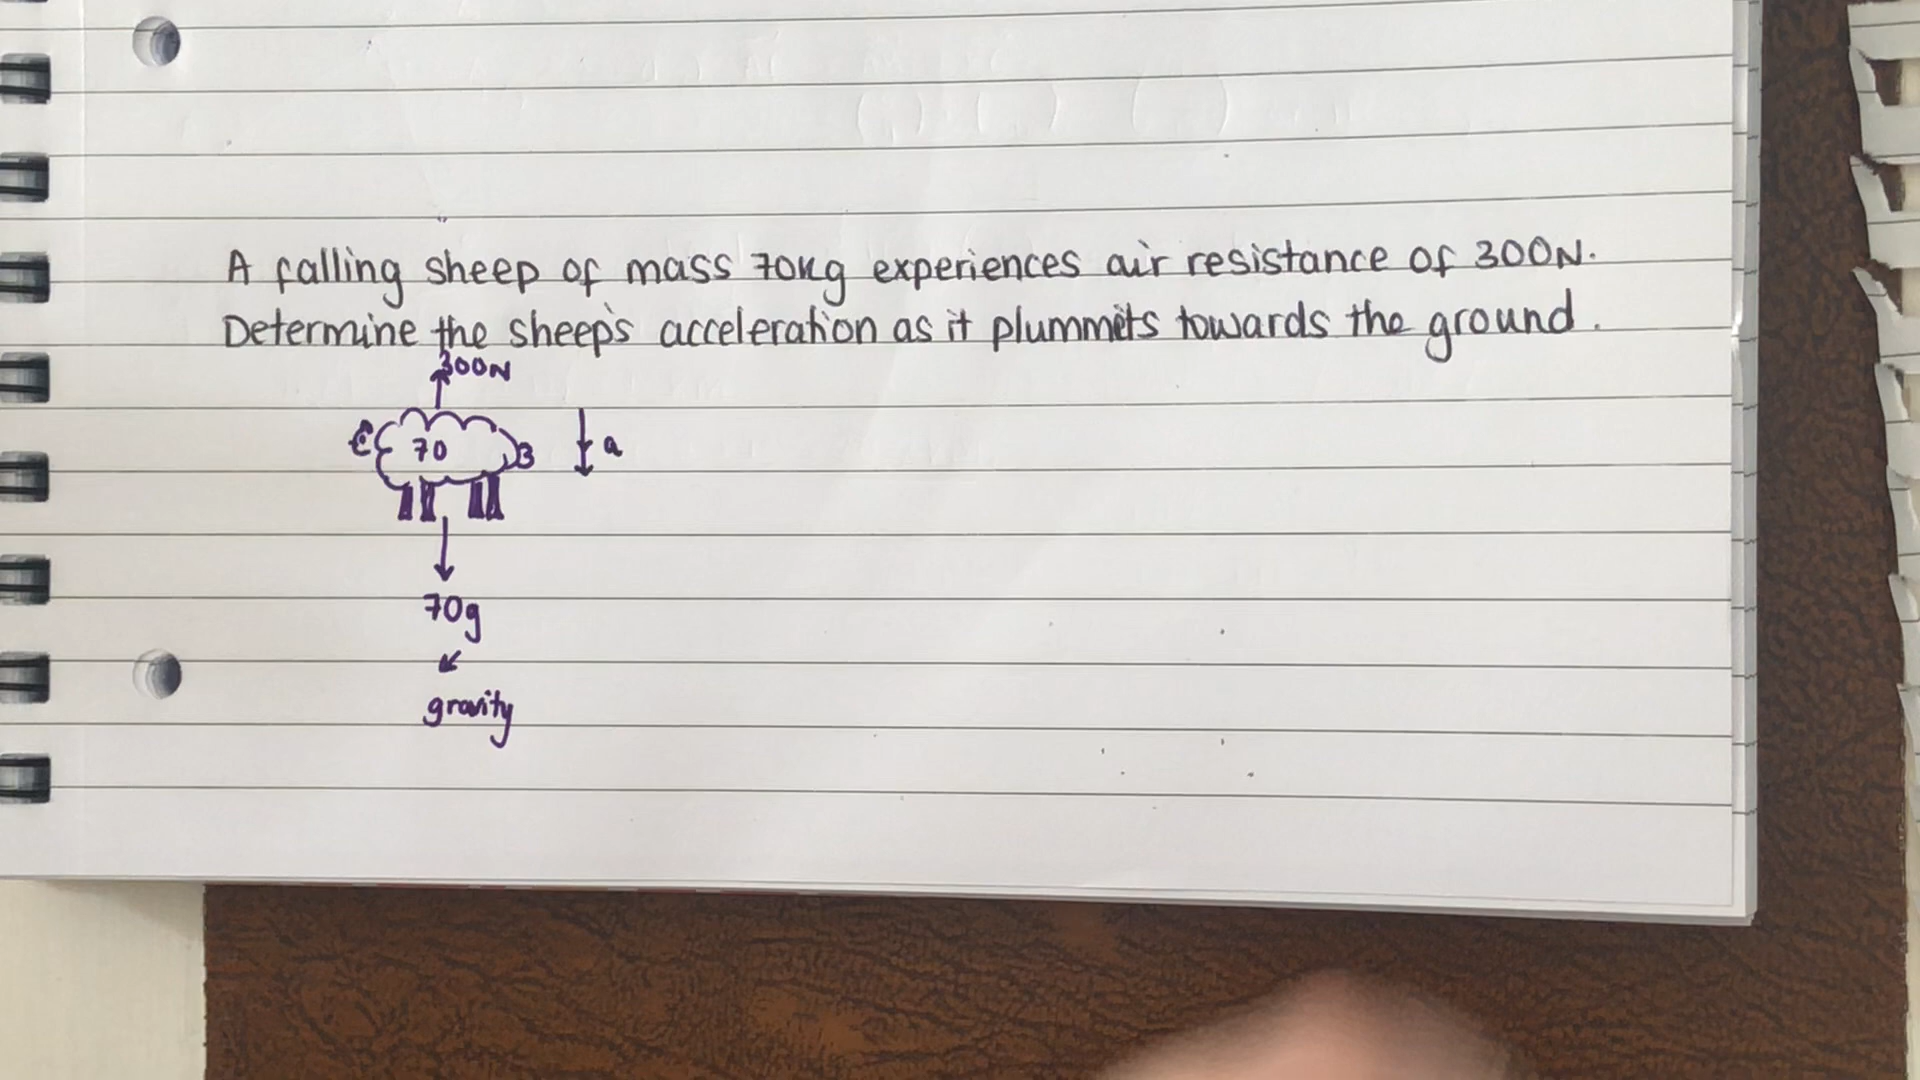 A falling sheep of mass 70kg experiences air resistance of 300N.
Determine the sheep's acceleration as it plummets towards the ground.
300N
70
a
70g
gravity